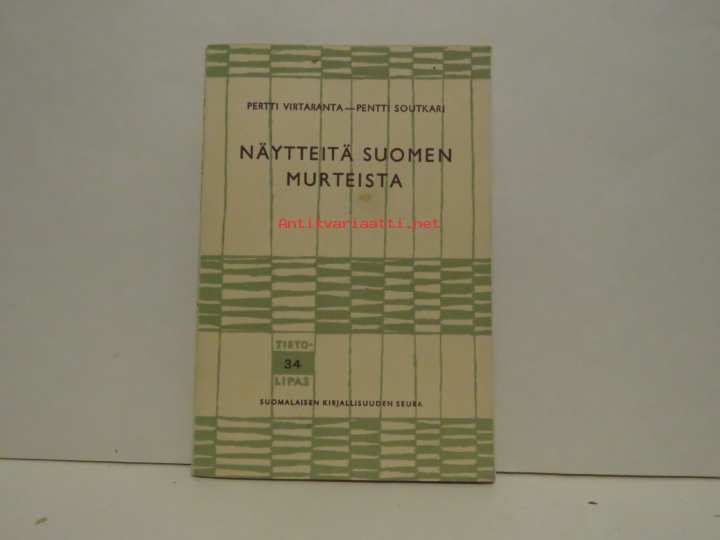 PERTTI VIRTARANTA—PENTTI SOUTKARI
NÄYTTEITÄ SUOMEN
MURTEISTA
Antikvariaatti.net
TIETO-
34
LIPAS
SUOMALAISEN KIRJALLISUUDEN SEURA